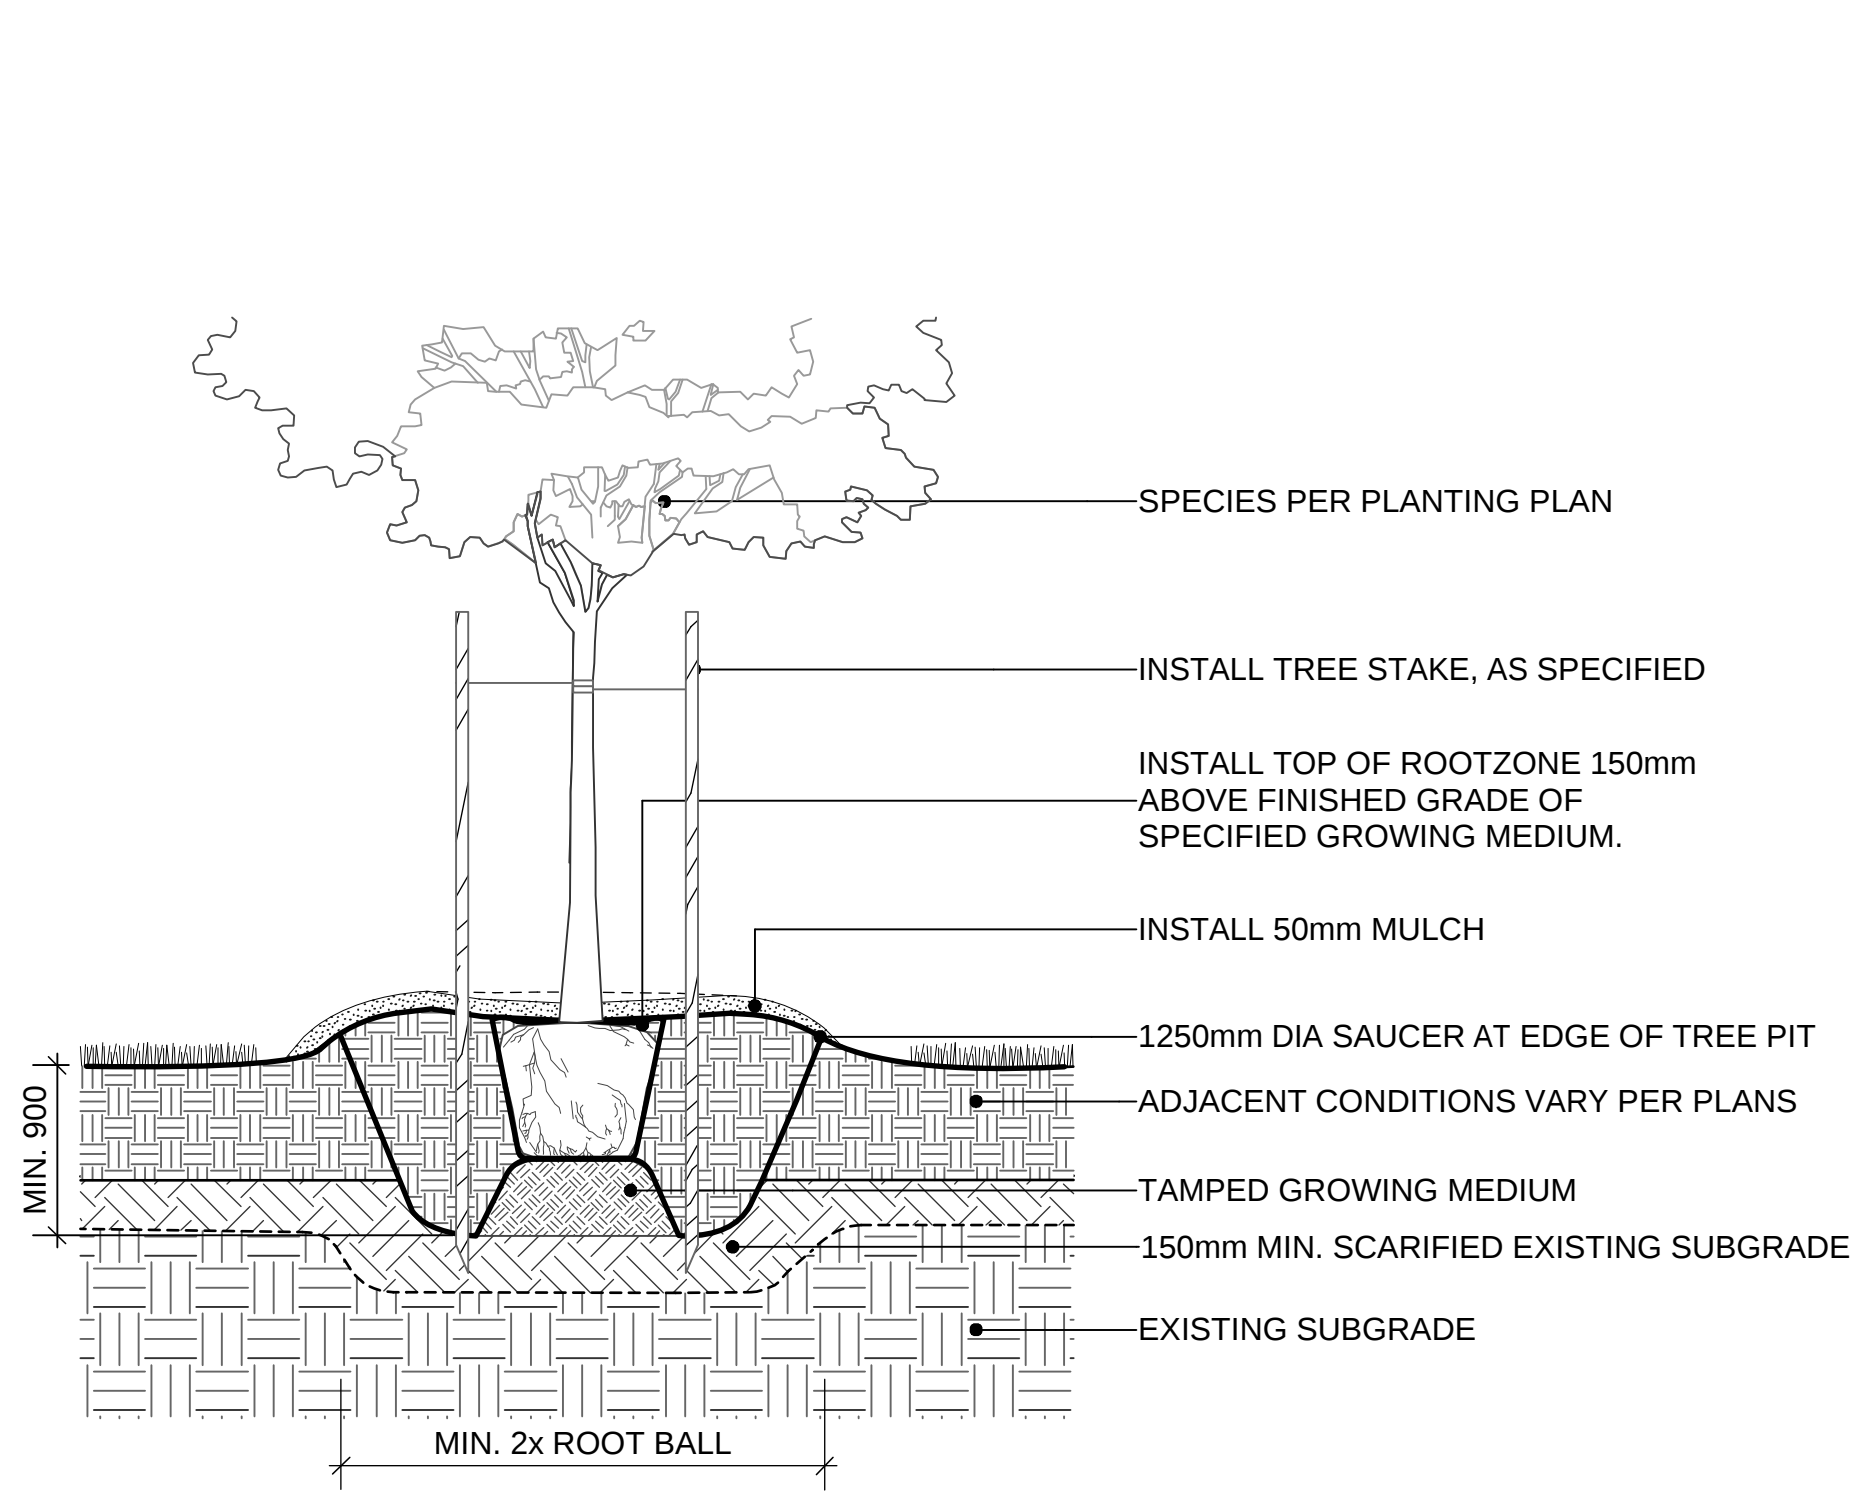 SPECIES PER PLANTING PLAN
INSTALL TREE STAKE, AS SPECIFIED
INSTALL TOP OF ROOTZONE 150mm
ABOVE FINISHED GRADE OF
SPECIFIED GROWING MEDIUM.
INSTALL 50mm MULCH
1250mm DIA SAUCER AT EDGE OF TREE PIT
ADJACENT CONDITIONS VARY PER PLANS
MIN. 900
TAMPED GROWING MEDIUM
150mm MIN. SCARIFIED EXISTING SUBGRADE
EXISTING SUBGRADE
MIN. 2x ROOT BALL